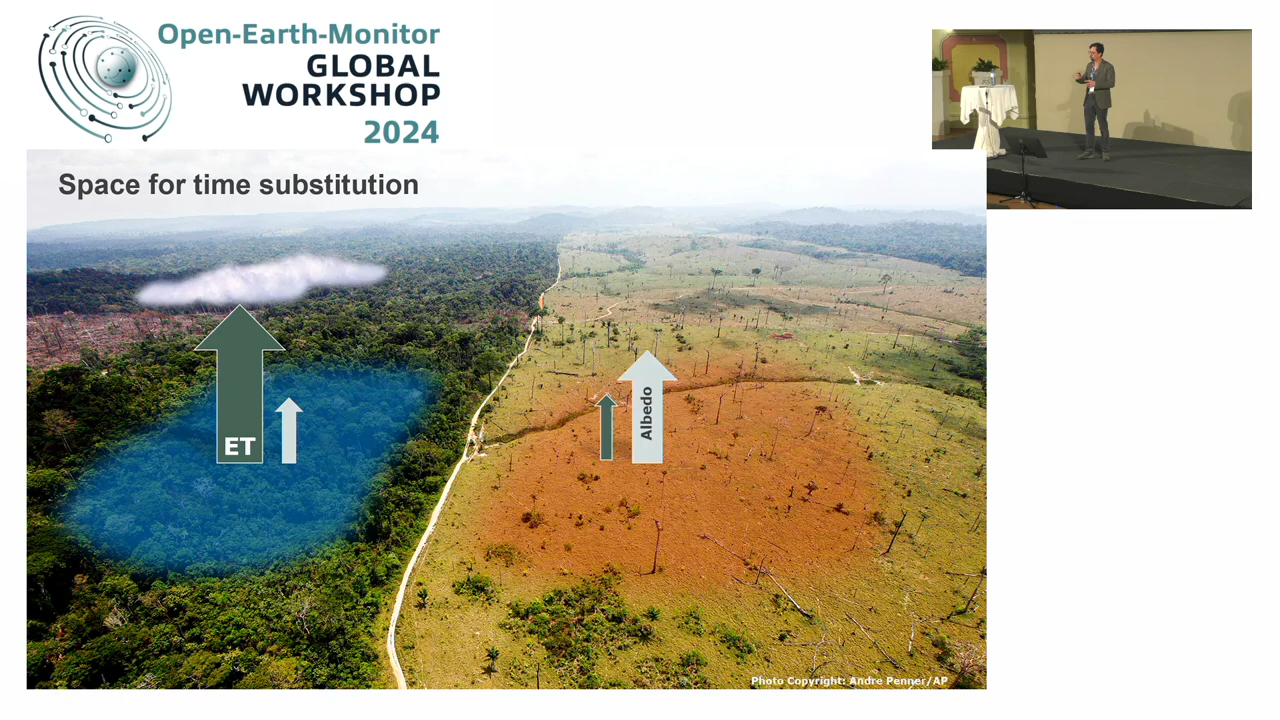 Open-Earth-Monitor
GLOBAL
WORKSHOP
2024
Space for time substitution
ET
Albedo
Photo Copyright: Andre Penner/AP